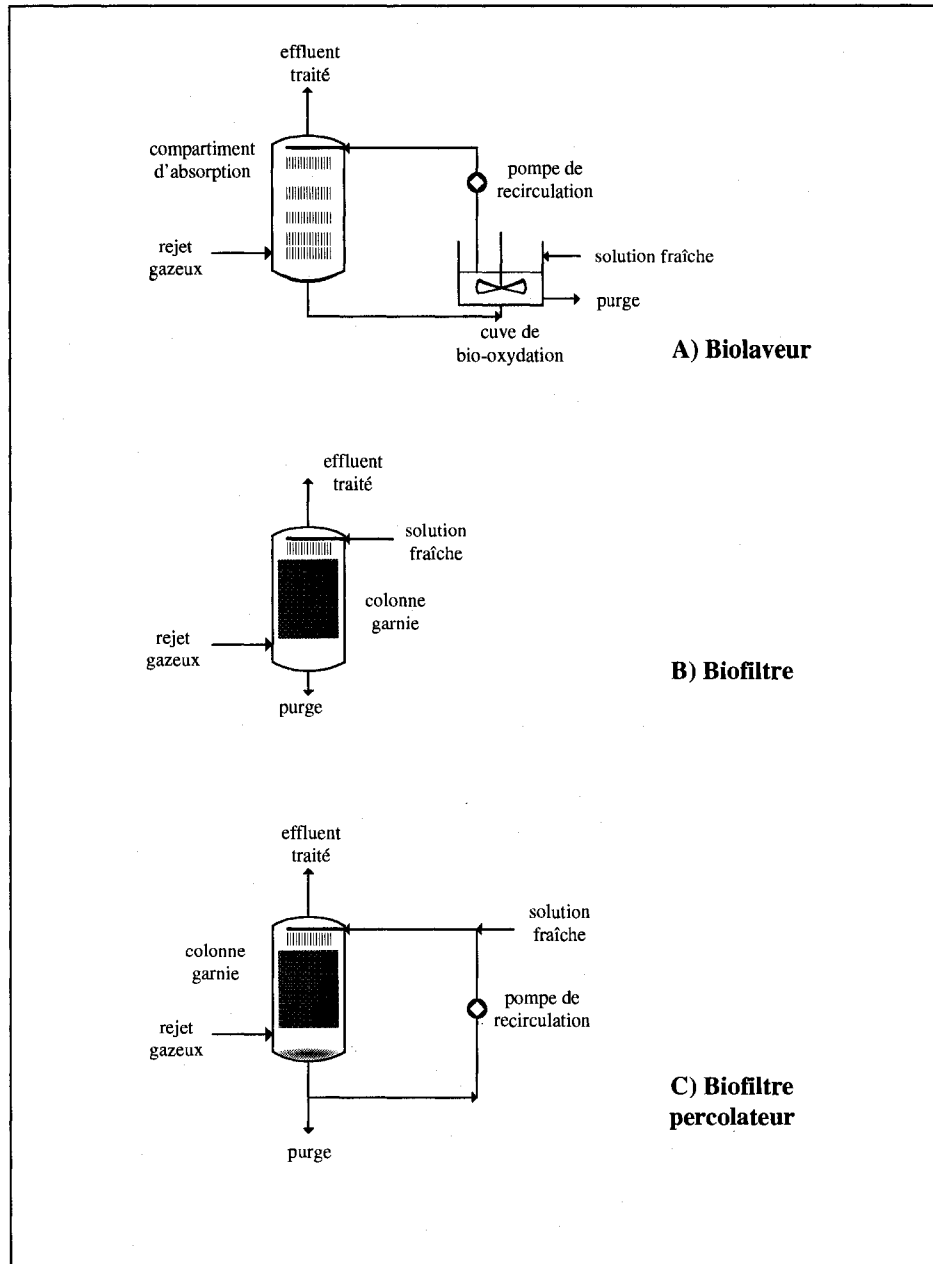 effluent
traité
compartiment
d'absorption
pompe de
recirculation
rejet
gazeux
solution fraîche
purge
cuve de
bio-oxydation
A) Biolaveur
effluent
traité
solution
fraîche
colonne
garnie
rejet
gazeux
B) Biofiltre
purge
effluent
traité
solution
fraîche
colonne
garnie
pompe de
recirculation
rejet
gazeux
C) Biofiltre
percolateur
purge